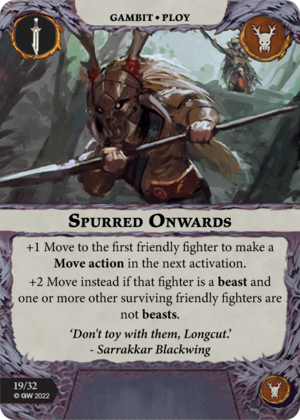 GAMBIT • PLOY
SPURRED ONWARDS
+1 Move to the first friendly fighter to make a
Move action in the next activation.
+2 Move instead if that fighter is a beast and
one or more other surviving friendly fighters are
not beasts.
'Don't toy with them, Longcut.'
- Sarrakkar Blackwing
19/32
© GW 2022